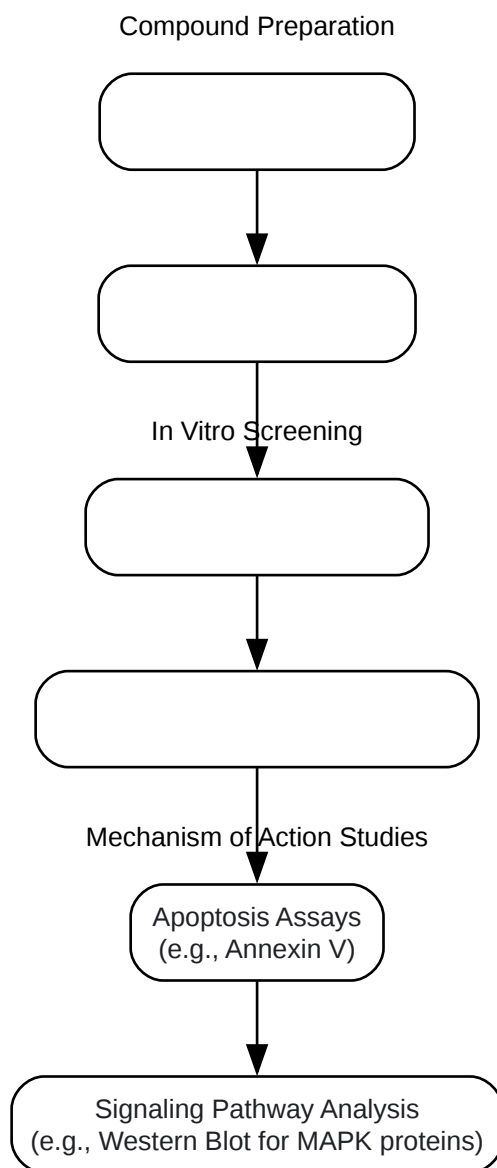 Compound Preparation
In Vitro Screening
Mechanism of Action Studies
Apoptosis Assays
(e.g., Annexin V)
Signaling Pathway Analysis
(e.g., Western Blot for MAPK proteins)